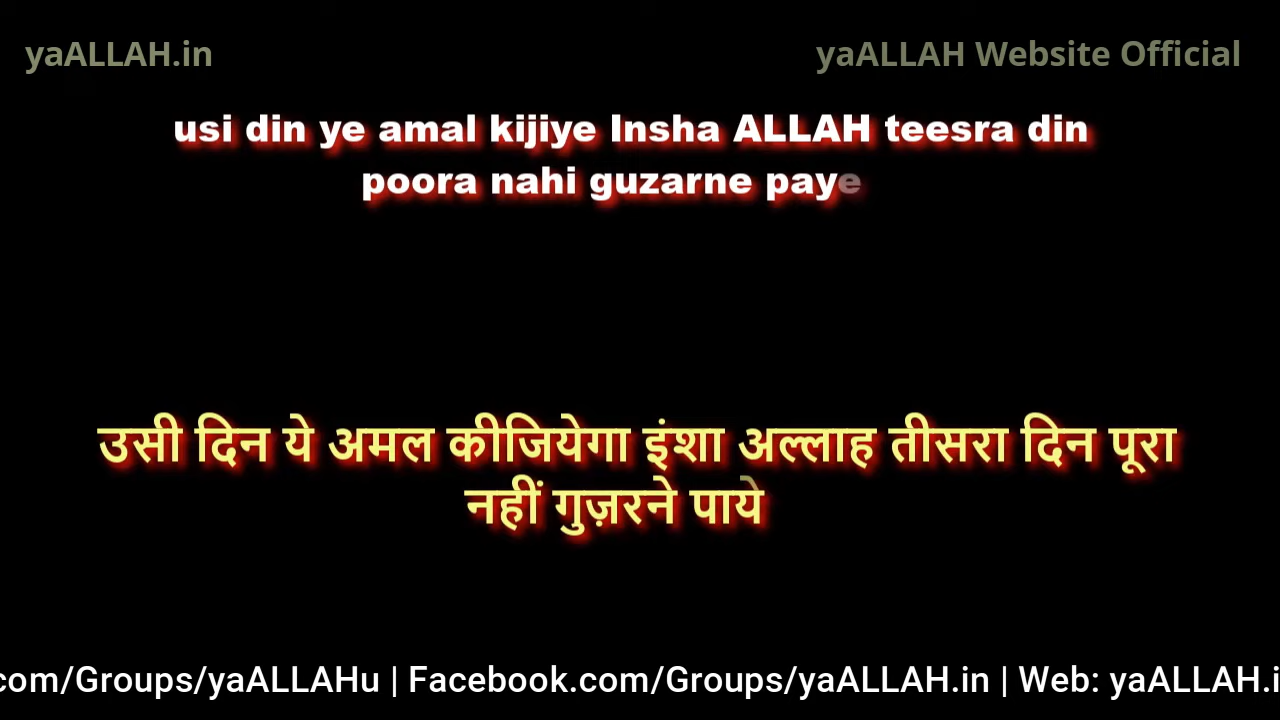 yaALLAH.in
yaALLAH Website Official
usi din ye amal kijiye Insha ALLAH teesra din
poora nahi guzarne paye
उसी दिन ये अमल कीजियेगा इंशा अल्लाह तीसरा दिन पूरा
नहीं गुज़रने पाये
com/Groups/yaALLAHu | Facebook.com/Groups/yaALLAH.in | Web: yaALLAH.i